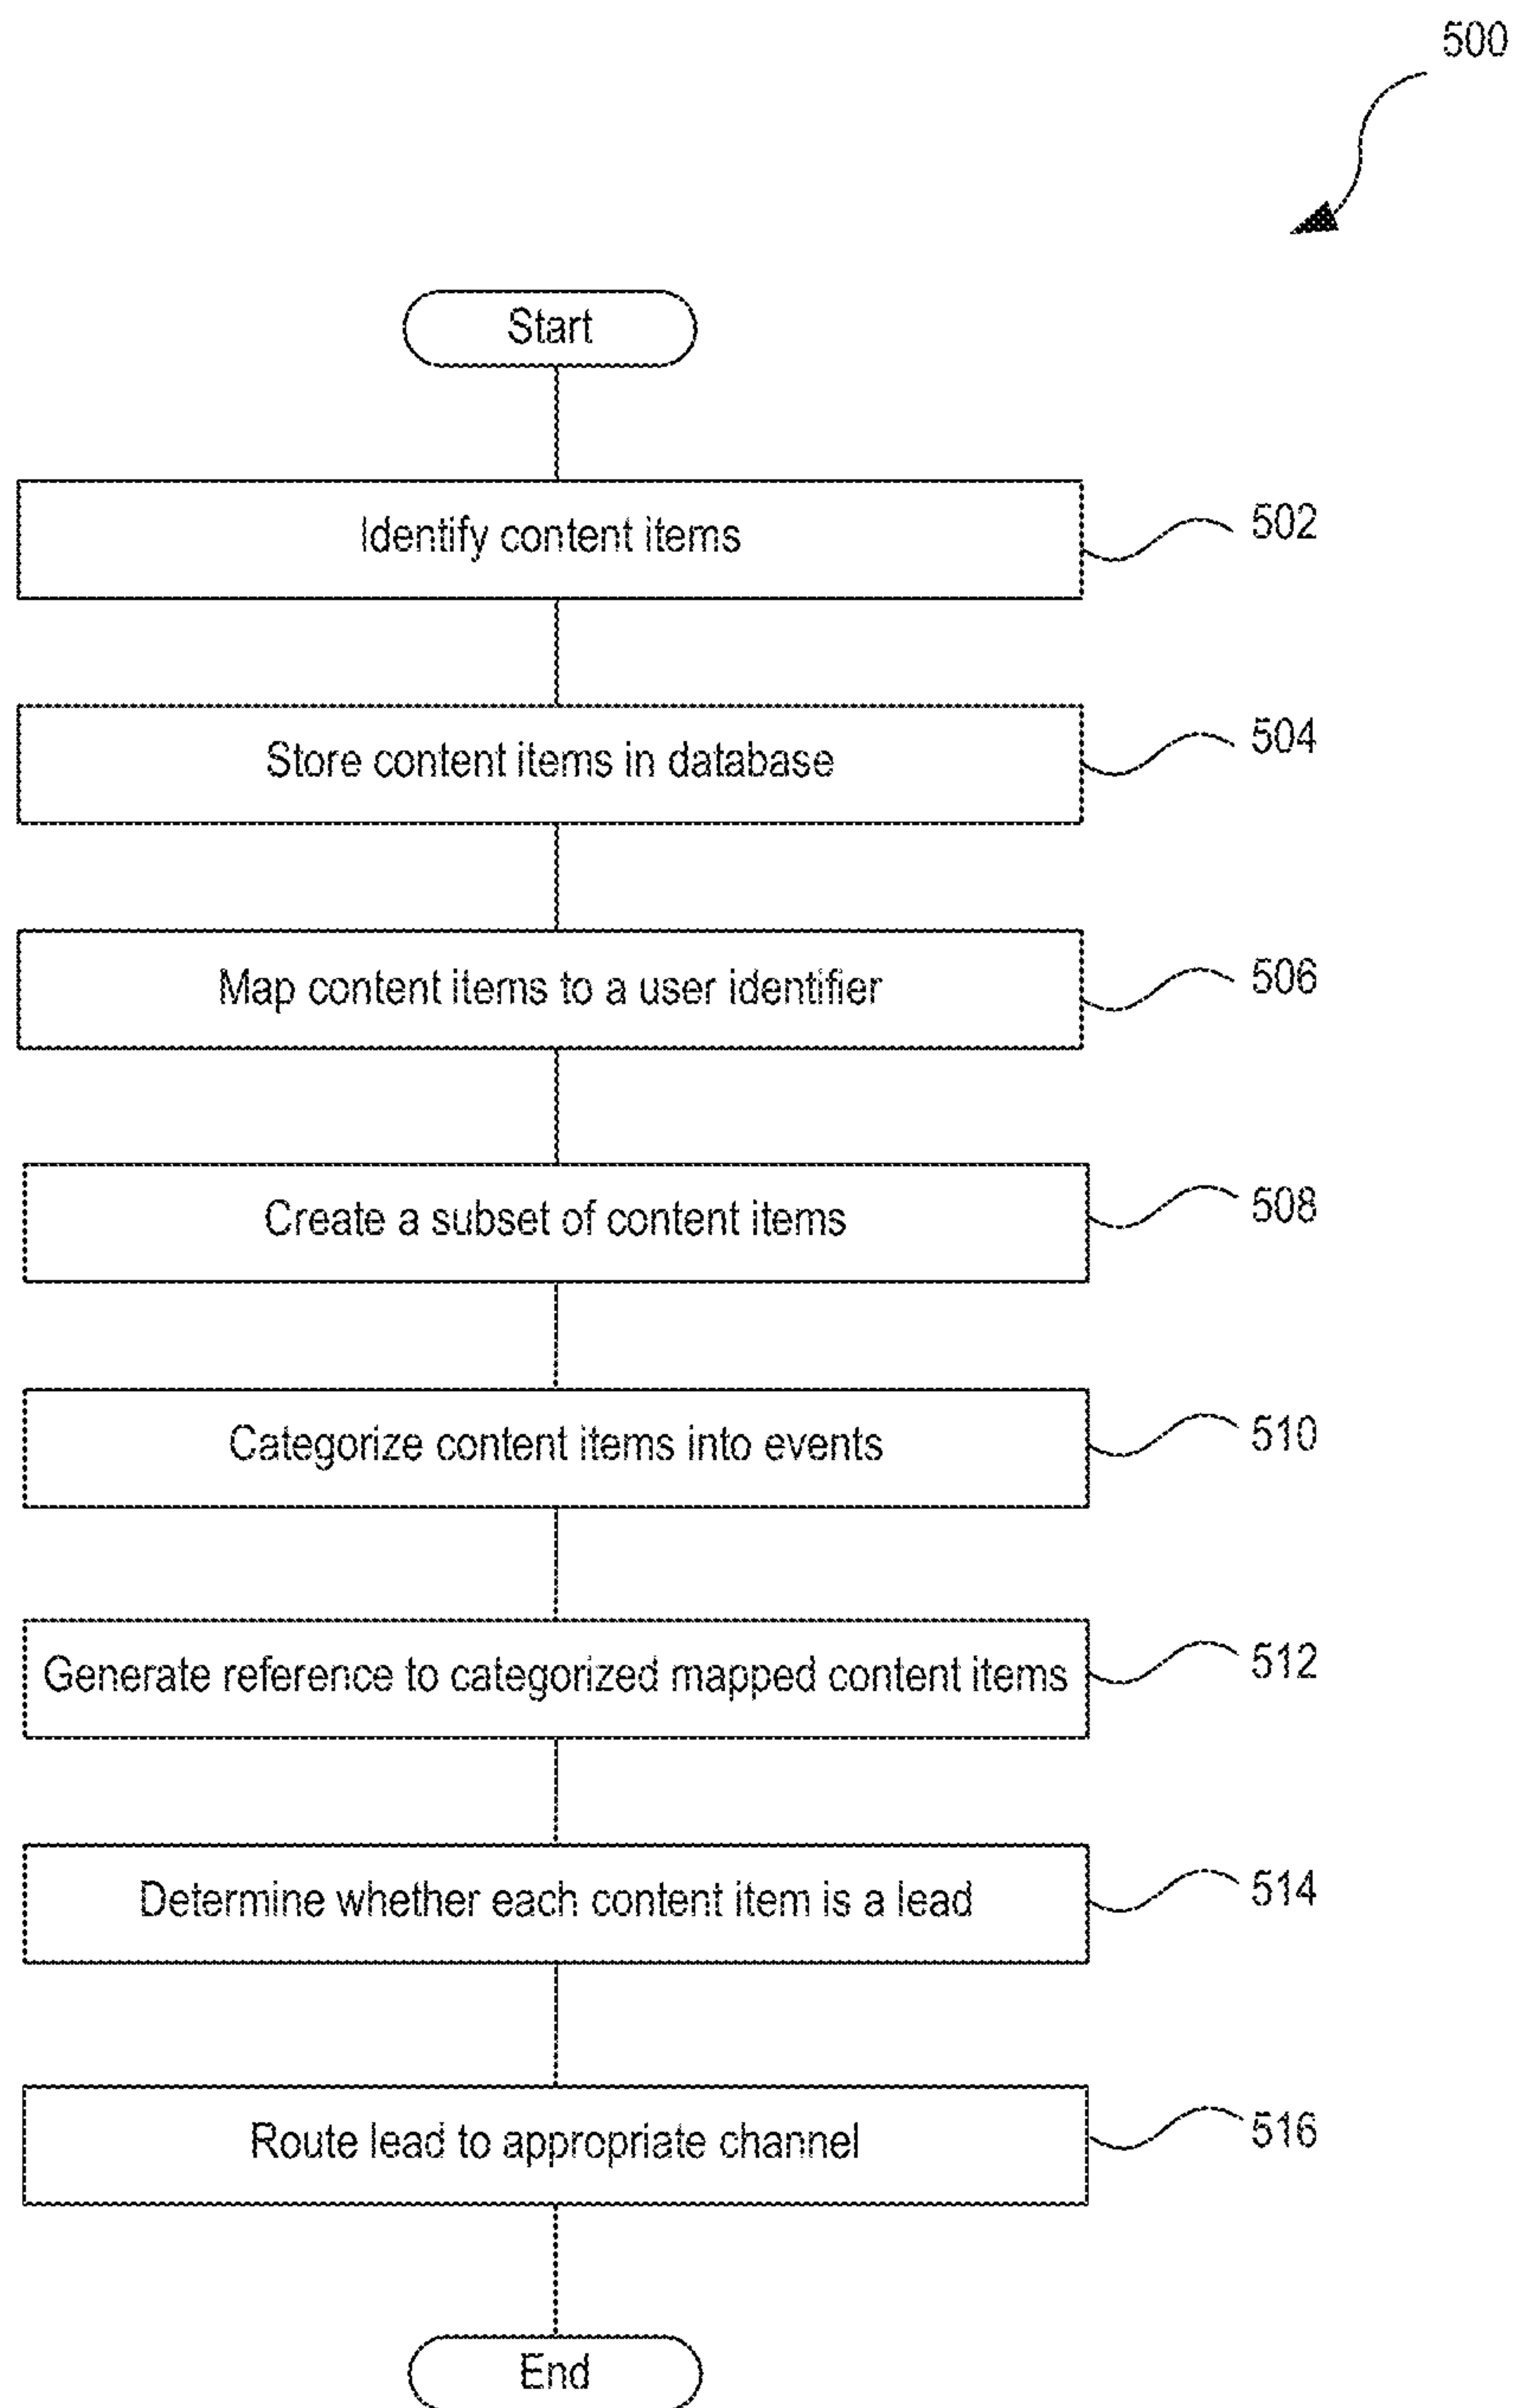 500
Start
Identify content items
502
Store content items in database
504
Map content items to a user identifier
506
Create a subset of content items
508
Categorize content items into events
510
Generate reference to categorized mapped content items
512
Determine whether each content item is a lead
514
Route lead to appropriate channel
516
End